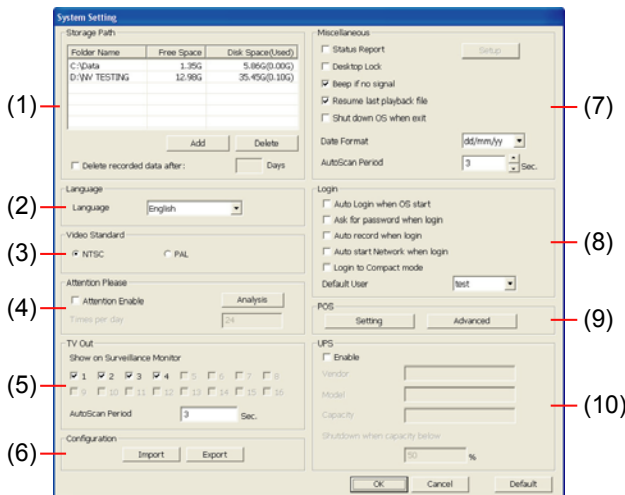 System Setting
Storage Path
Folder Name Free Space Disk Space(Used)
C:\Data 1.35G 5.86G(0.00G)
D:\NV TESTING 12.98G 35.45G(0.10G)
Add Delete
Delete recorded data after: Days
(1)
Language
Language English
(2)
Video Standard
NTSC PAL
(3)
Attention Please
Attention Enable Analysis
Times per day 24
(4)
TV Out
Show on Surveillance Monitor
1 2 3 4 5 6 7 8
9 10 11 12 13 14 15 16
AutoScan Period 3 Sec.
(5)
Configuration
Import Export
(6)
Miscellaneous
Status Report Setup
Desktop Lock
Beep if no signal
Resume last playback file
Shut down OS when exit
Date Format dd/mm/yy
AutoScan Period 3 Sec.
(7)
Login
Auto Login when OS start
Ask for password when login
Auto record when login
Auto start Network when login
Login to Compact mode
Default User test
(8)
POS
Setting Advanced
(9)
UPS
Enable
Vendor
Model
Capacity
Shutdown when capacity below
50 %
(10)
OK Cancel Default